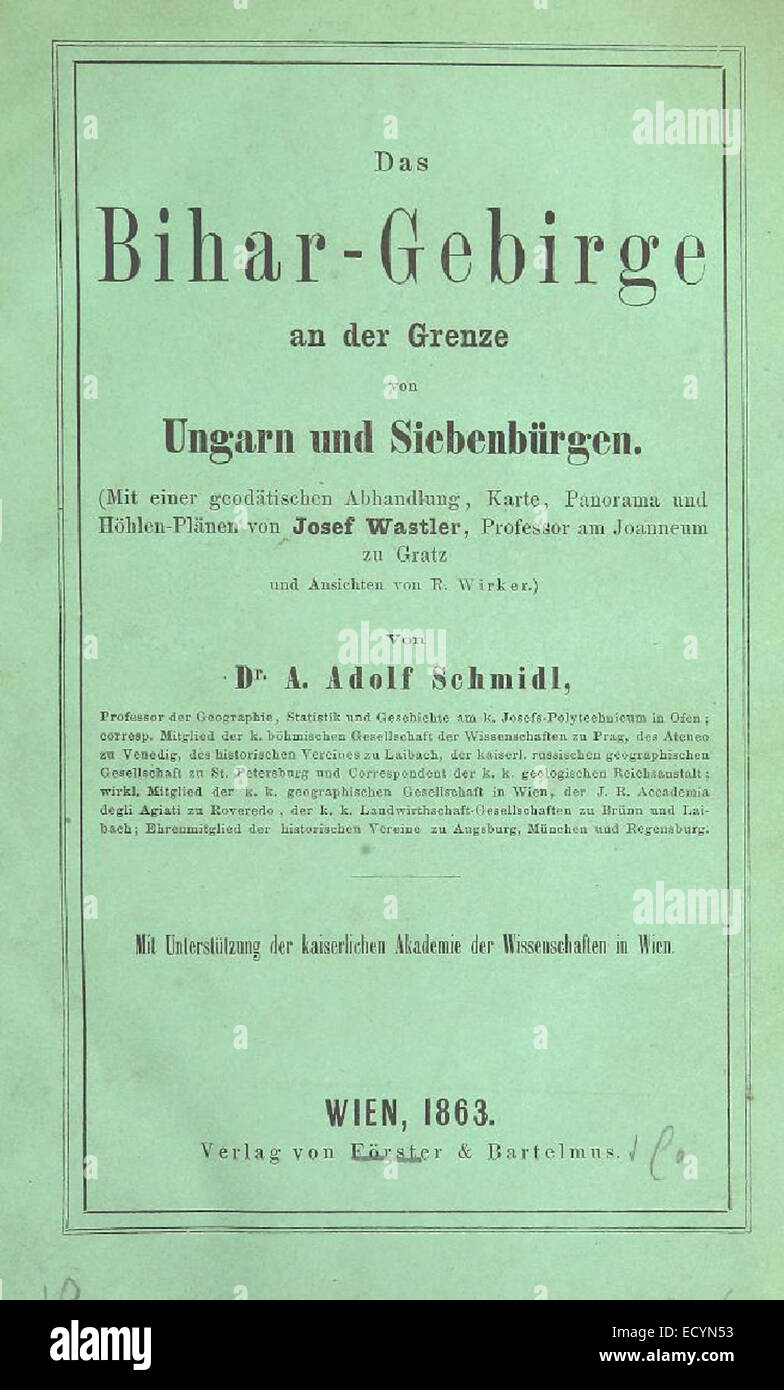 Das
Bihar-Gebirge
an der Grenze
von
Ungarn und Siebenbürgen.
(Mit einer geodätischen Abhandlung, Karte, Panorama und
Höhlen-Plänen von Josef Wastler, Professor am Joanneum
zu Gratz
und Ansichten von R. Wirker.)
Von
Dr. A. Adolf Schmidl,
Professor der Geographie, Statistik und Geschichte am k. Josefs-Polytechnicum in Ofen;
corresp. Mitglied der k. böhmischen Gesellschaft der Wissenschaften zu Prag, des Ateneo
zu Venedig, des historischen Vereines zu Laibach, der kaiserl. russischen geographischen
Gesellschaft zu St. Petersburg und Correspondent der k. k. geologischen Reichsanstalt;
wirkl. Mitglied der k. k. geographischen Gesellschaft in Wien, der J. R. Accademia
degli Agiati zu Roveredo, der k. k. Landwirthschaft-Gesellschaften zu Brünn und Lai-
bach; Ehrenmitglied der historischen Vereine zu Augsburg, München und Regensburg.
Mit Unterstützung der kaiserlichen Akademie der Wissenschaften in Wien.
WIEN, 1863.
Verlag von Förster & Bartelmus.
alamy
Image ID: ECYN53
www.alamy.com